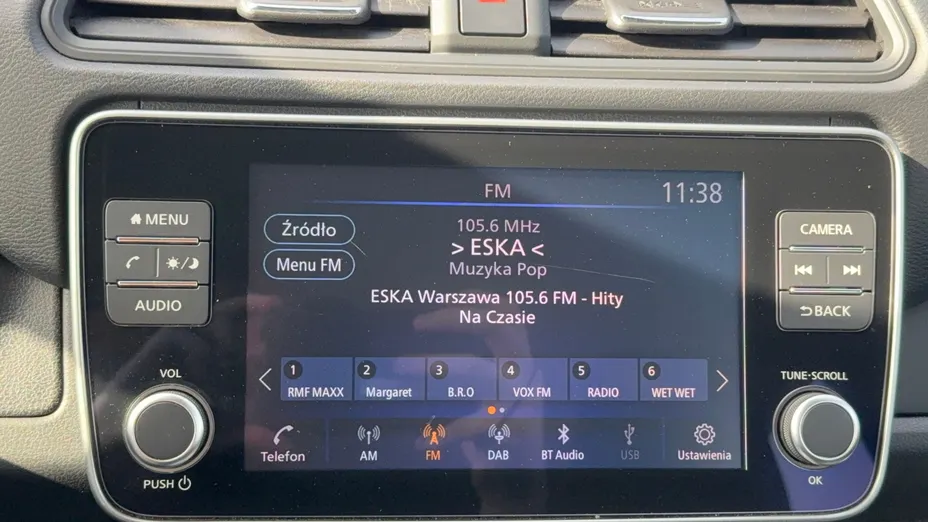 FM
11:38
MENU
AUDIO
VOL
PUSH
Źródło
Menu FM
105.6 MHz
> ESKA <
Muzyka Pop
ESKA Warszawa 105.6 FM - Hity
Na Czasie
1 RMF MAXX
2 Margaret
3 B.R.O
4 VOX FM
5 RADIO
6 WET WET
Telefon
AM
FM
DAB
BT Audio
USB
Ustawienia
CAMERA
BACK
TUNE·SCROLL
OK